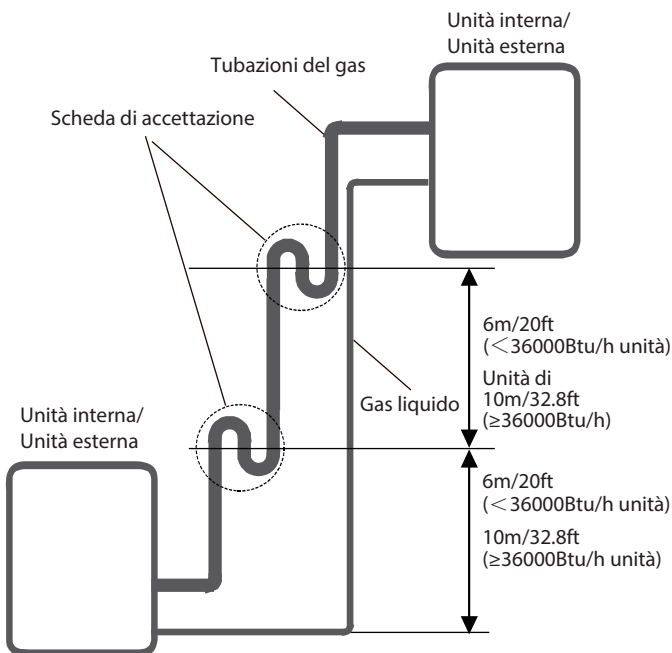 Unità interna/
Unità esterna
Tubazioni del gas
Scheda di accettazione
6m/20ft
(<36000Btu/h unità)
Unità di
10m/32.8ft
(≥36000Btu/h)
Gas liquido
Unità interna/
Unità esterna
6m/20ft
(<36000Btu/h unità)
10m/32.8ft
(≥36000Btu/h unità)